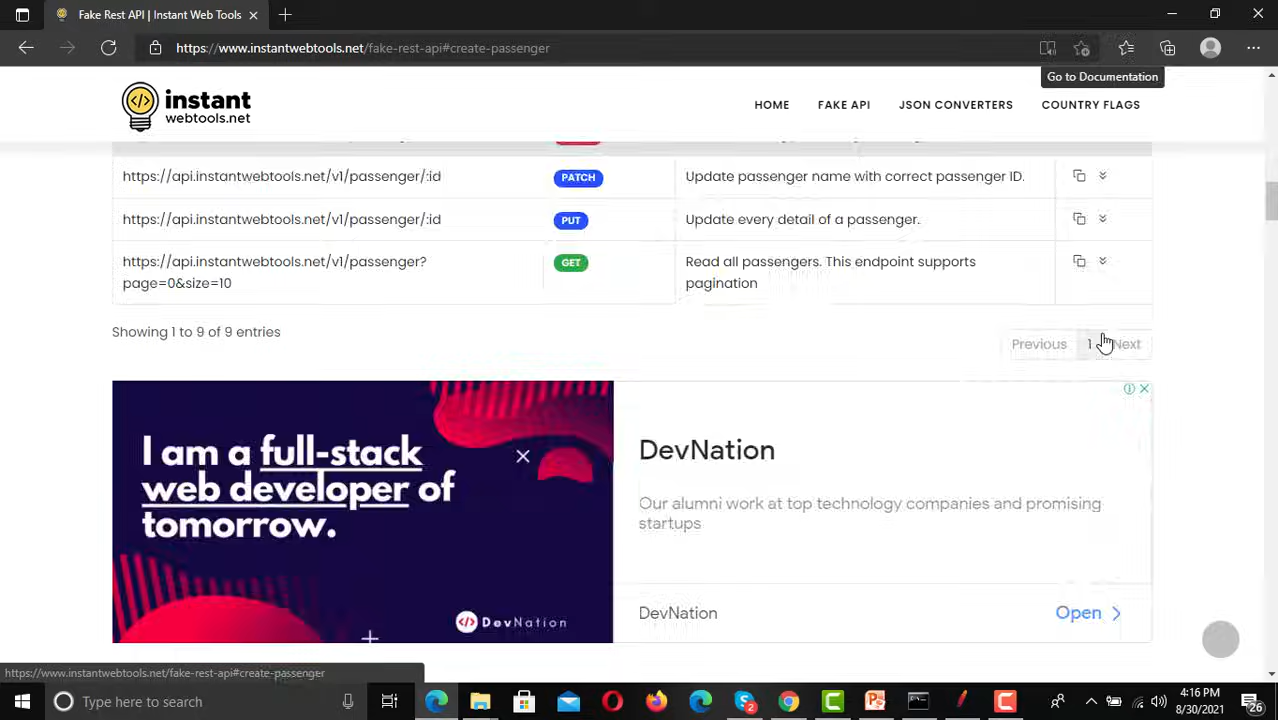 Fake Rest API | Instant Web Tools
https://www.instantwebtools.net/fake-rest-api#create-passenger
Go to Documentation
instant
webtools.net
HOME
FAKE API
JSON CONVERTERS
COUNTRY FLAGS
https://api.instantwebtools.net/v1/passenger/:id
PATCH
Update passenger name with correct passenger ID.
https://api.instantwebtools.net/v1/passenger/:id
PUT
Update every detail of a passenger.
https://api.instantwebtools.net/v1/passenger?
page=0&size=10
GET
Read all passengers. This endpoint supports
pagination
Showing 1 to 9 of 9 entries
Previous
1
Next
I am a full-stack
web developer of
tomorrow.
DevNation
DevNation
Our alumni work at top technology companies and promising
startups
DevNation
Open
https://www.instantwebtools.net/fake-rest-api#create-passenger
Type here to search
2
4:16 PM
8/30/2021
26